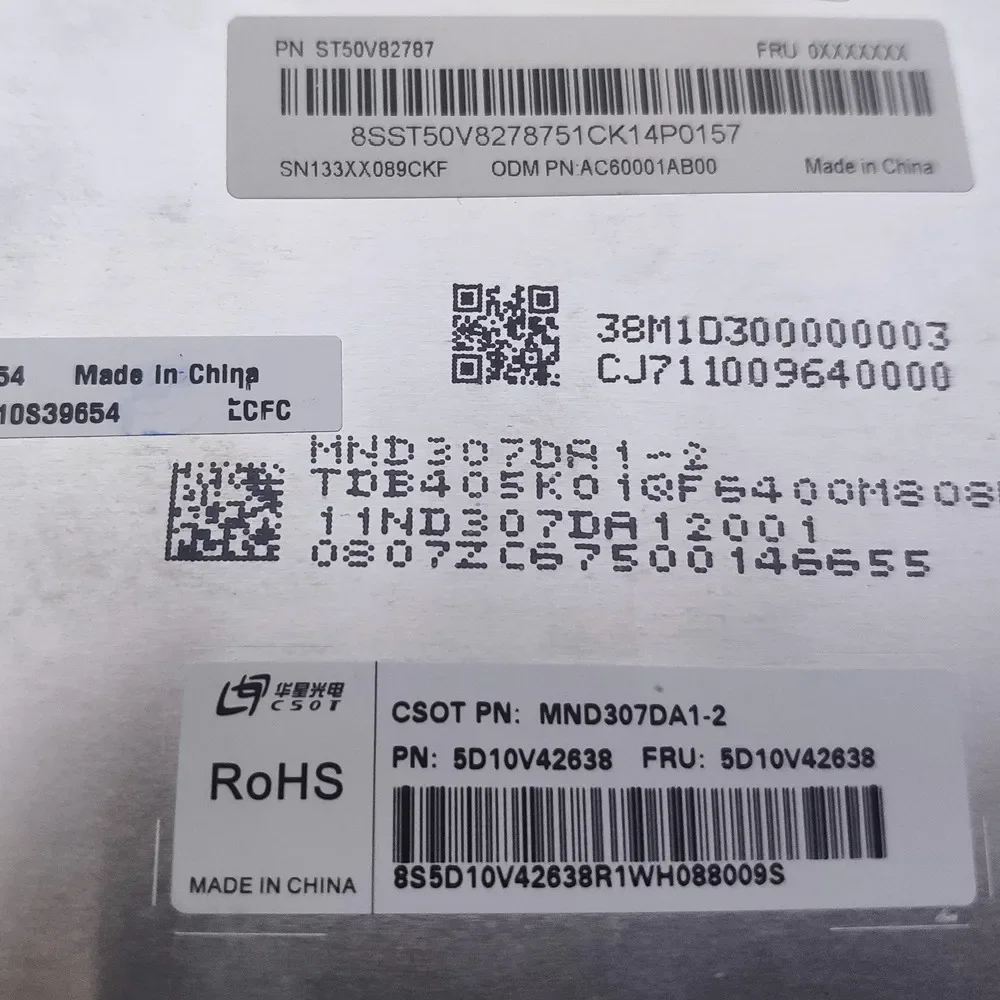 PN ST50V82787 FRU 0XXXXXXX
8SST50V8278751CK14P0157
SN133XX089CKF ODM PN:AC60001AB00 Made in China
38M1D300000003
CJ711009640000
54 Made In China
10S39654 LCFC
MND307DA1-2
TDB405K01QF6400M808
11ND307DA12001
0807ZC67500146655
华星光电
CSOT
RoHS
MADE IN CHINA
CSOT PN: MND307DA1-2
PN: 5D10V42638 FRU: 5D10V42638
8S5D10V42638R1WH088009S